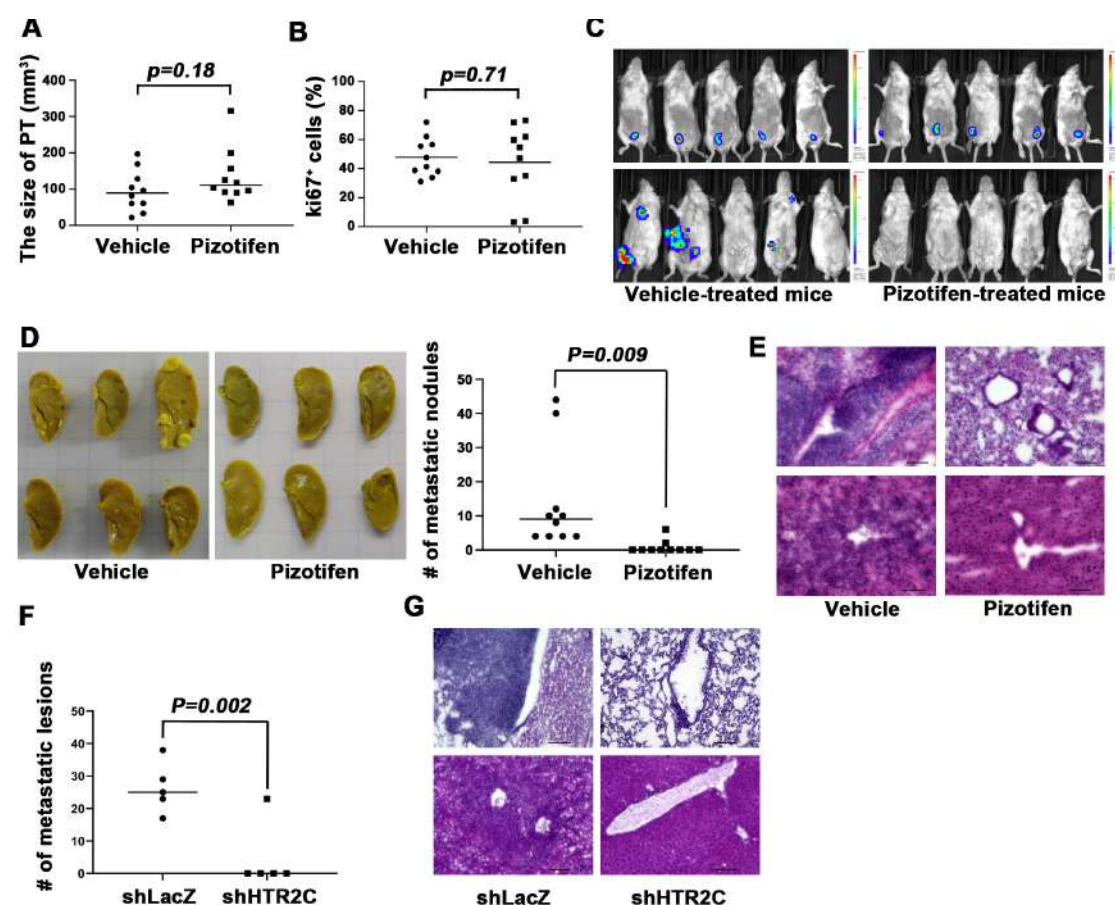 A
The size of PT (mm³)
400
300
200
100
0
p=0.18
Vehicle
Pizotifen
B
ki67⁺ cells (%)
100
80
60
40
20
0
p=0.71
Vehicle
Pizotifen
C
Vehicle-treated mice
Pizotifen-treated mice
D
Vehicle
Pizotifen
# of metastatic nodules
50
40
30
20
10
0
P=0.009
Vehicle
Pizotifen
E
Vehicle
Pizotifen
F
# of metastatic lesions
50
40
30
20
10
0
P=0.002
shLacZ
shHTR2C
G
shLacZ
shHTR2C